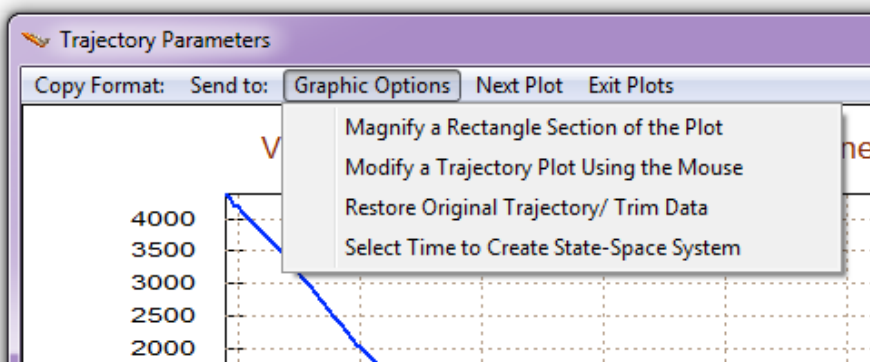 Trajectory Parameters
Copy Format: Send to: Graphic Options Next Plot Exit Plots
Magnify a Rectangle Section of the Plot
Modify a Trajectory Plot Using the Mouse
Restore Original Trajectory/ Trim Data
Select Time to Create State-Space System
4000
3500
3000
2500
2000